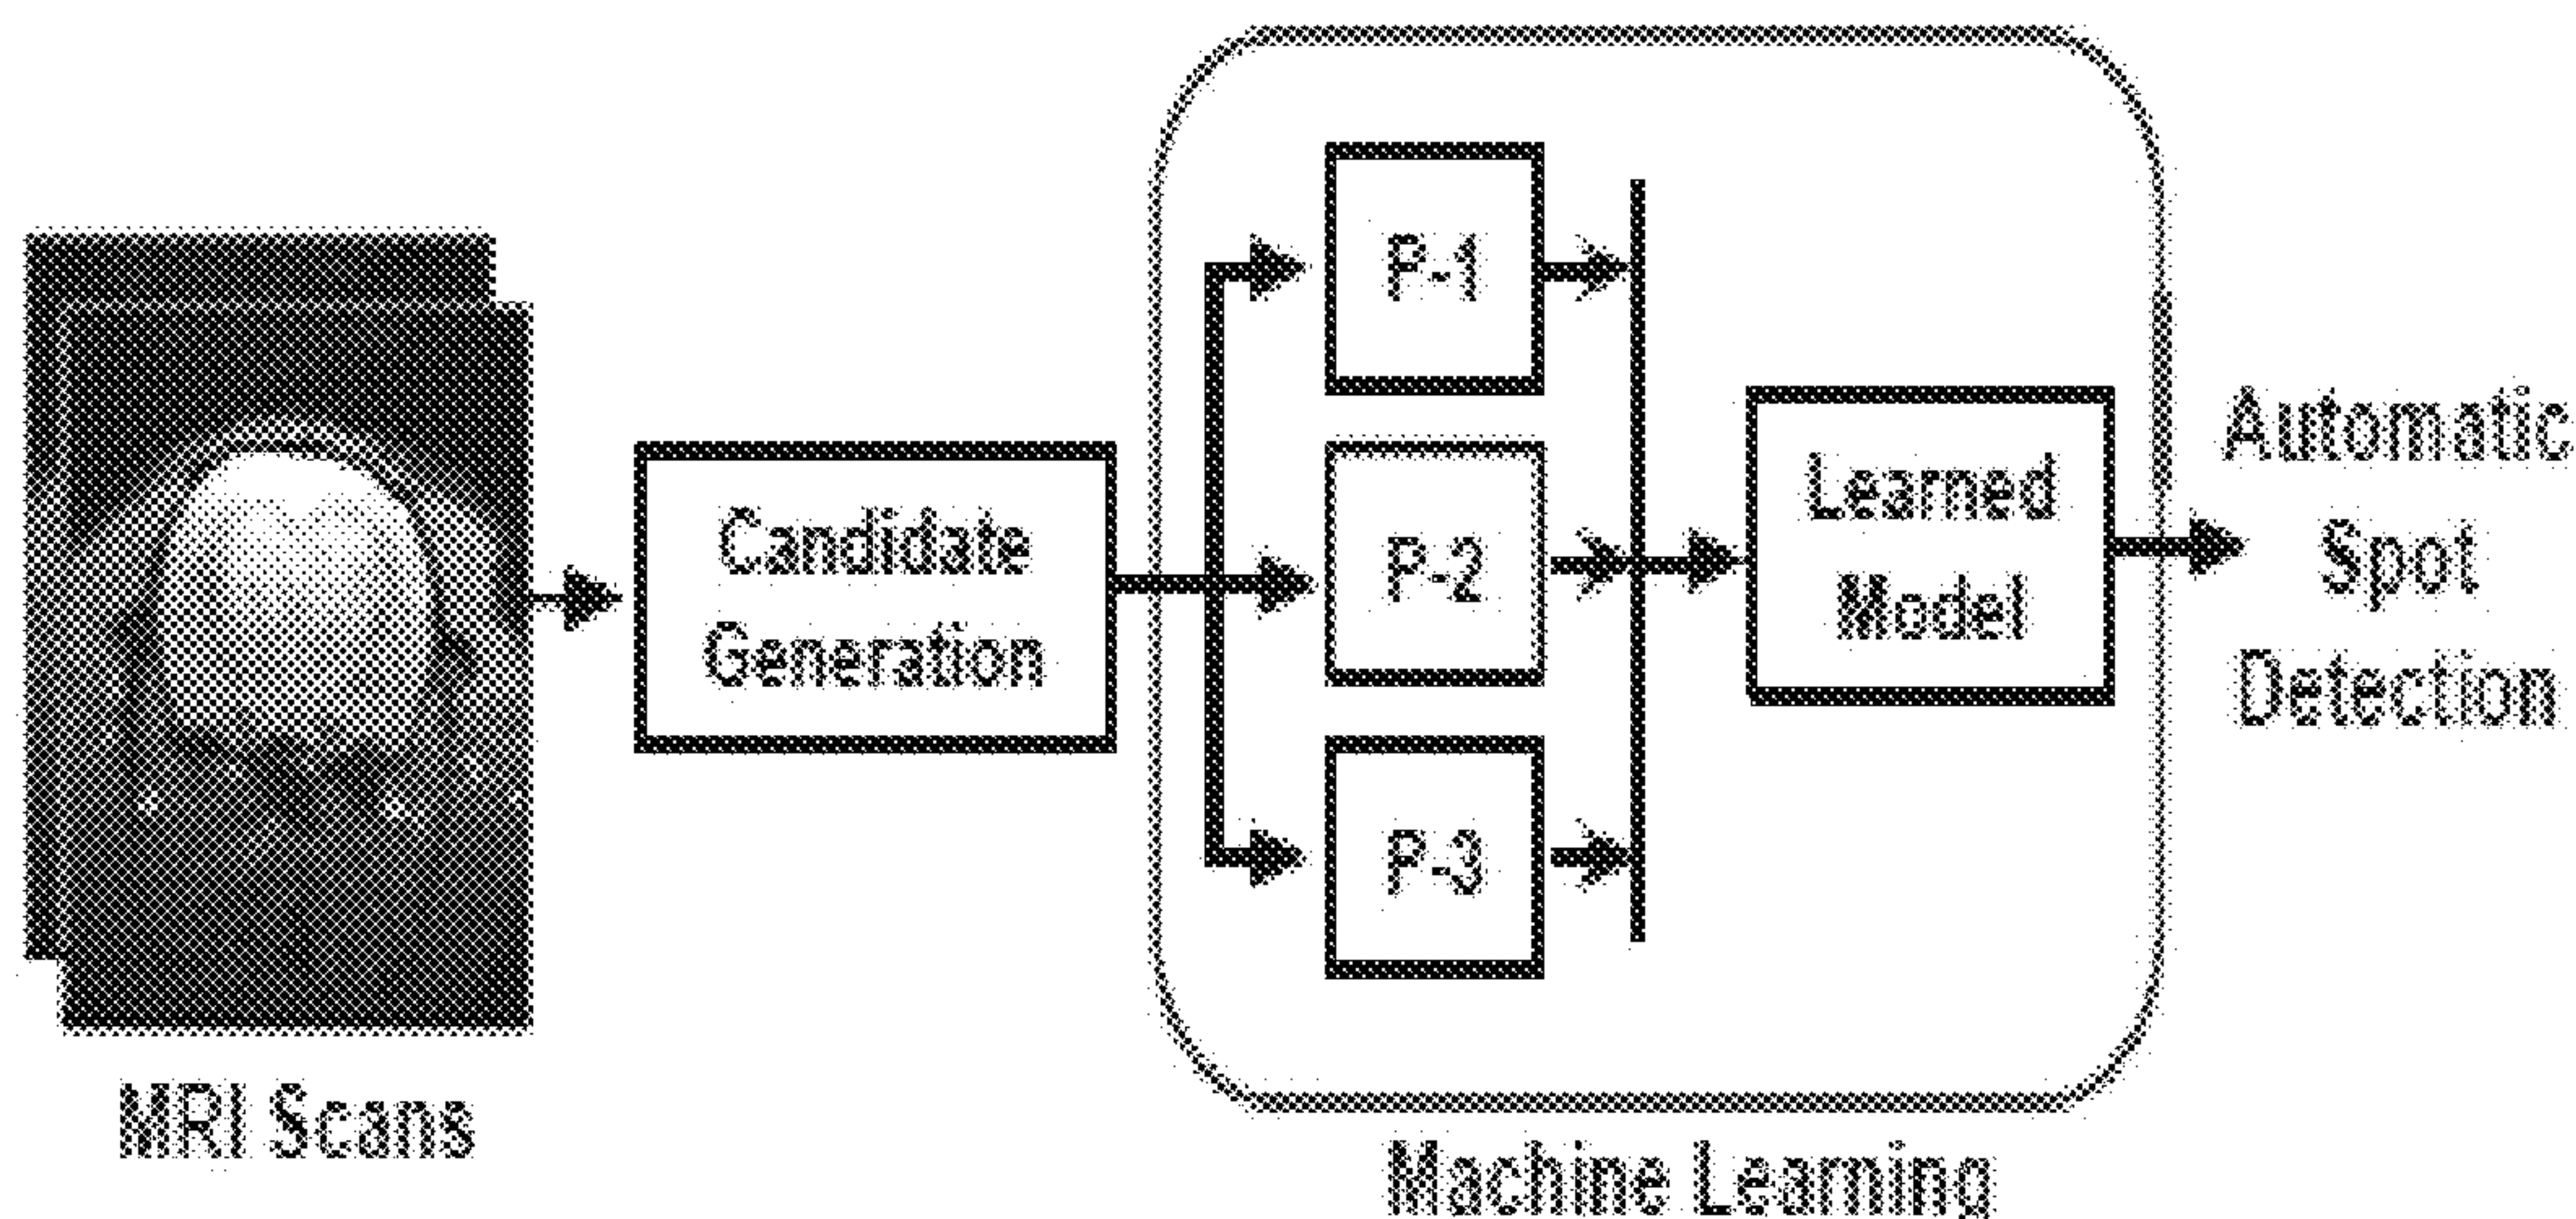 MRI Scans
Candidate
Generation
P-1
P-2
P-3
Learned
Model
Automatic
Spot
Detection
Machine Learning